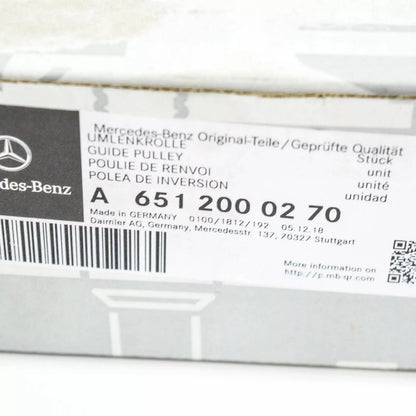 Mercedes-Benz Original-Teile/Geprüfte Qualität
UMLENKROLLE Stück
GUIDE PULLEY unit
POULIE DE RENVOI unité
POLEA DE INVERSION unidad
des-Benz
A 651 200 02 70
Made in GERMANY 0100/1812/192 05.12.18
Daimler AG, Germany, Mercedesstr. 137, 70327 Stuttgart
More information on
http://p.mb-qr.com/